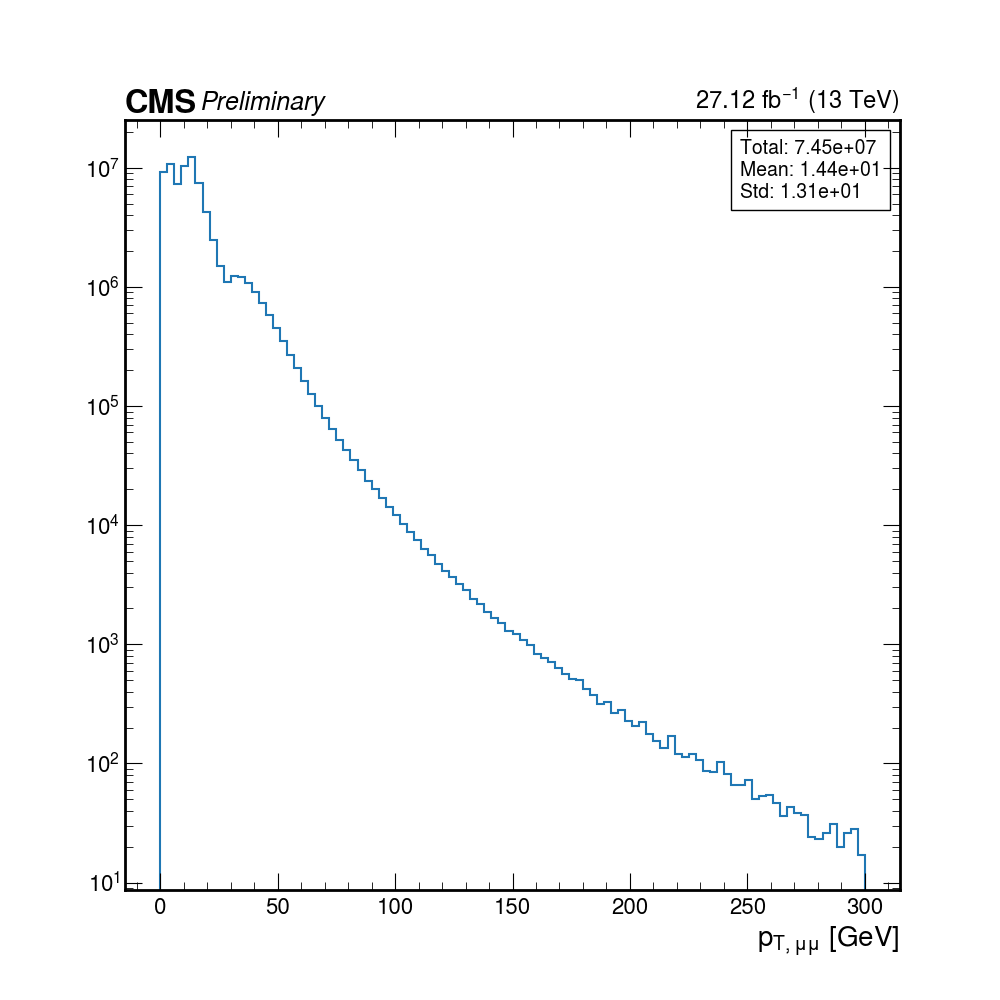 CMS Preliminary 27.12 fb⁻¹ (13 TeV)
Total: 7.45e+07
Mean: 1.44e+01
Std: 1.31e+01
10⁷
10⁶
10⁵
10⁴
10³
10²
10¹
0 50 100 150 200 250 300
p_T, μμ [GeV]